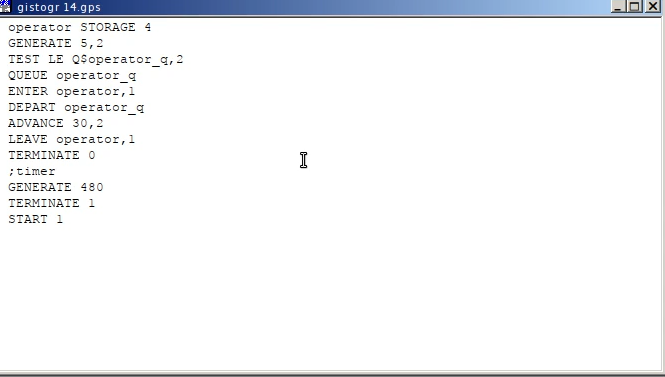 gistogr 14.gps
operator STORAGE 4
GENERATE 5,2
TEST LE Q$operator_q,2
QUEUE operator_q
ENTER operator,1
DEPART operator_q
ADVANCE 30,2
LEAVE operator,1
TERMINATE 0
;timer
GENERATE 480
TERMINATE 1
START 1